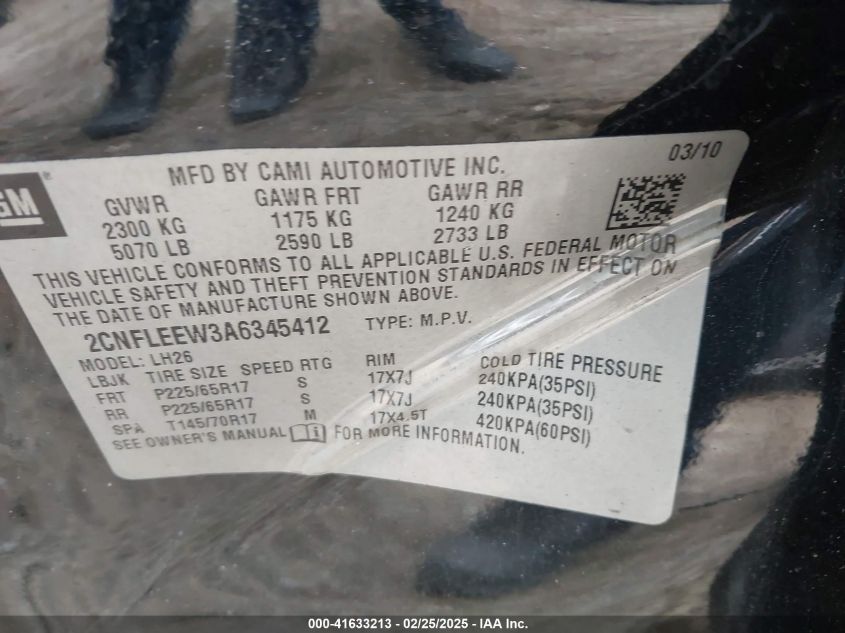 GM
®
MFD BY CAMI AUTOMOTIVE INC.
03/10
GVWR GAWR FRT GAWR RR
2300 KG 1175 KG 1240 KG
5070 LB 2590 LB 2733 LB
THIS VEHICLE CONFORMS TO ALL APPLICABLE U.S. FEDERAL MOTOR
VEHICLE SAFETY AND THEFT PREVENTION STANDARDS IN EFFECT ON
THE DATE OF MANUFACTURE SHOWN ABOVE.
2CNFLEEW3A6345412 TYPE: M.P.V.
MODEL: LH26
LBJK TIRE SIZE SPEED RTG RIM COLD TIRE PRESSURE
FRT P225/65R17 S 17X7J 240KPA(35PSI)
RR P225/65R17 S 17X7J 240KPA(35PSI)
SPA T145/70R17 M 17X4.5T 420KPA(60PSI)
SEE OWNER'S MANUAL FOR MORE INFORMATION.
000-41633213 - 02/25/2025 - IAA Inc.